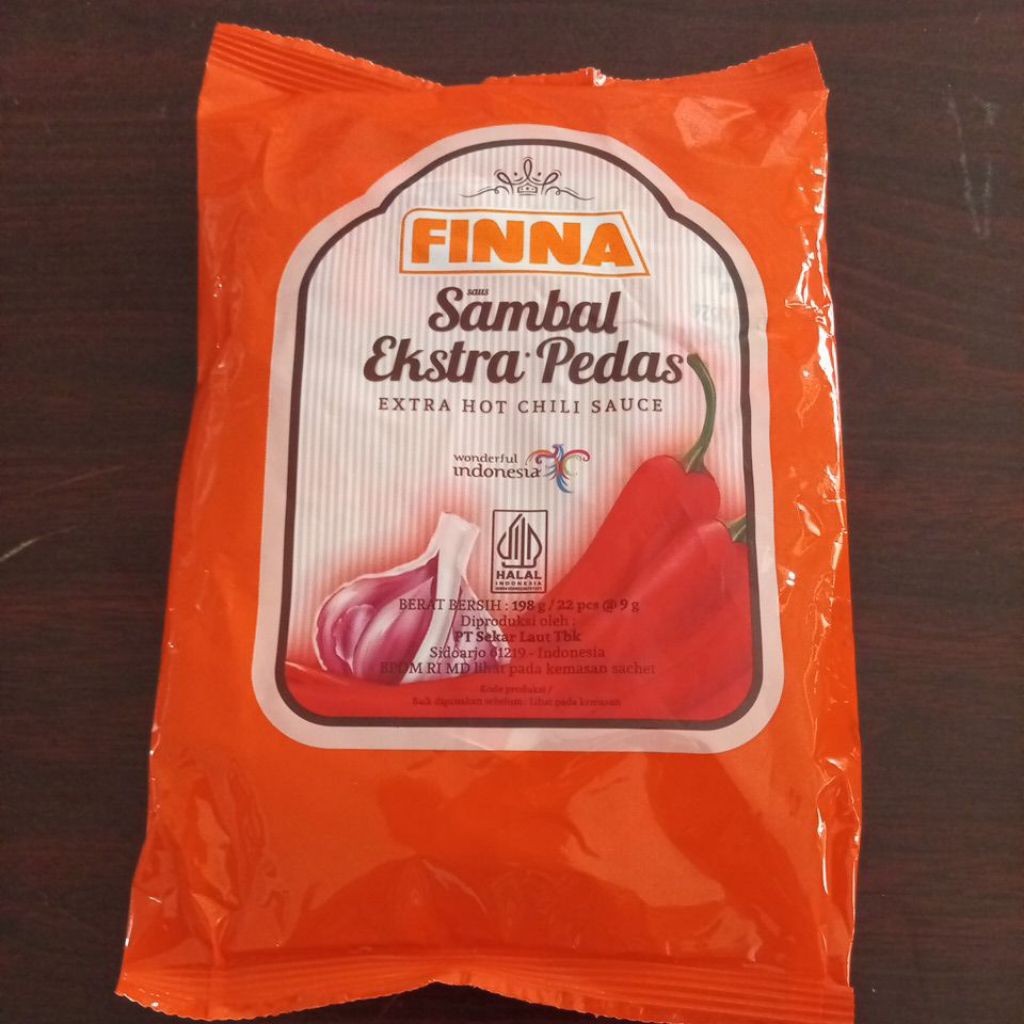 FINNA
saus
Sambal
Ekstra Pedas
EXTRA HOT CHILI SAUCE
wonderful
indonesia
HALAL
INDONESIA
BERAT BERSIH : 198 g / 22 pcs @ 9 g
Diproduksi oleh :
PT Sekar Laut Tbk
Sidoarjo 61219 - Indonesia
BPOM RI MD lihat pada kemasan sachet
Kode produksi /
Baik digunakan sebelum : Lihat pada kemasan